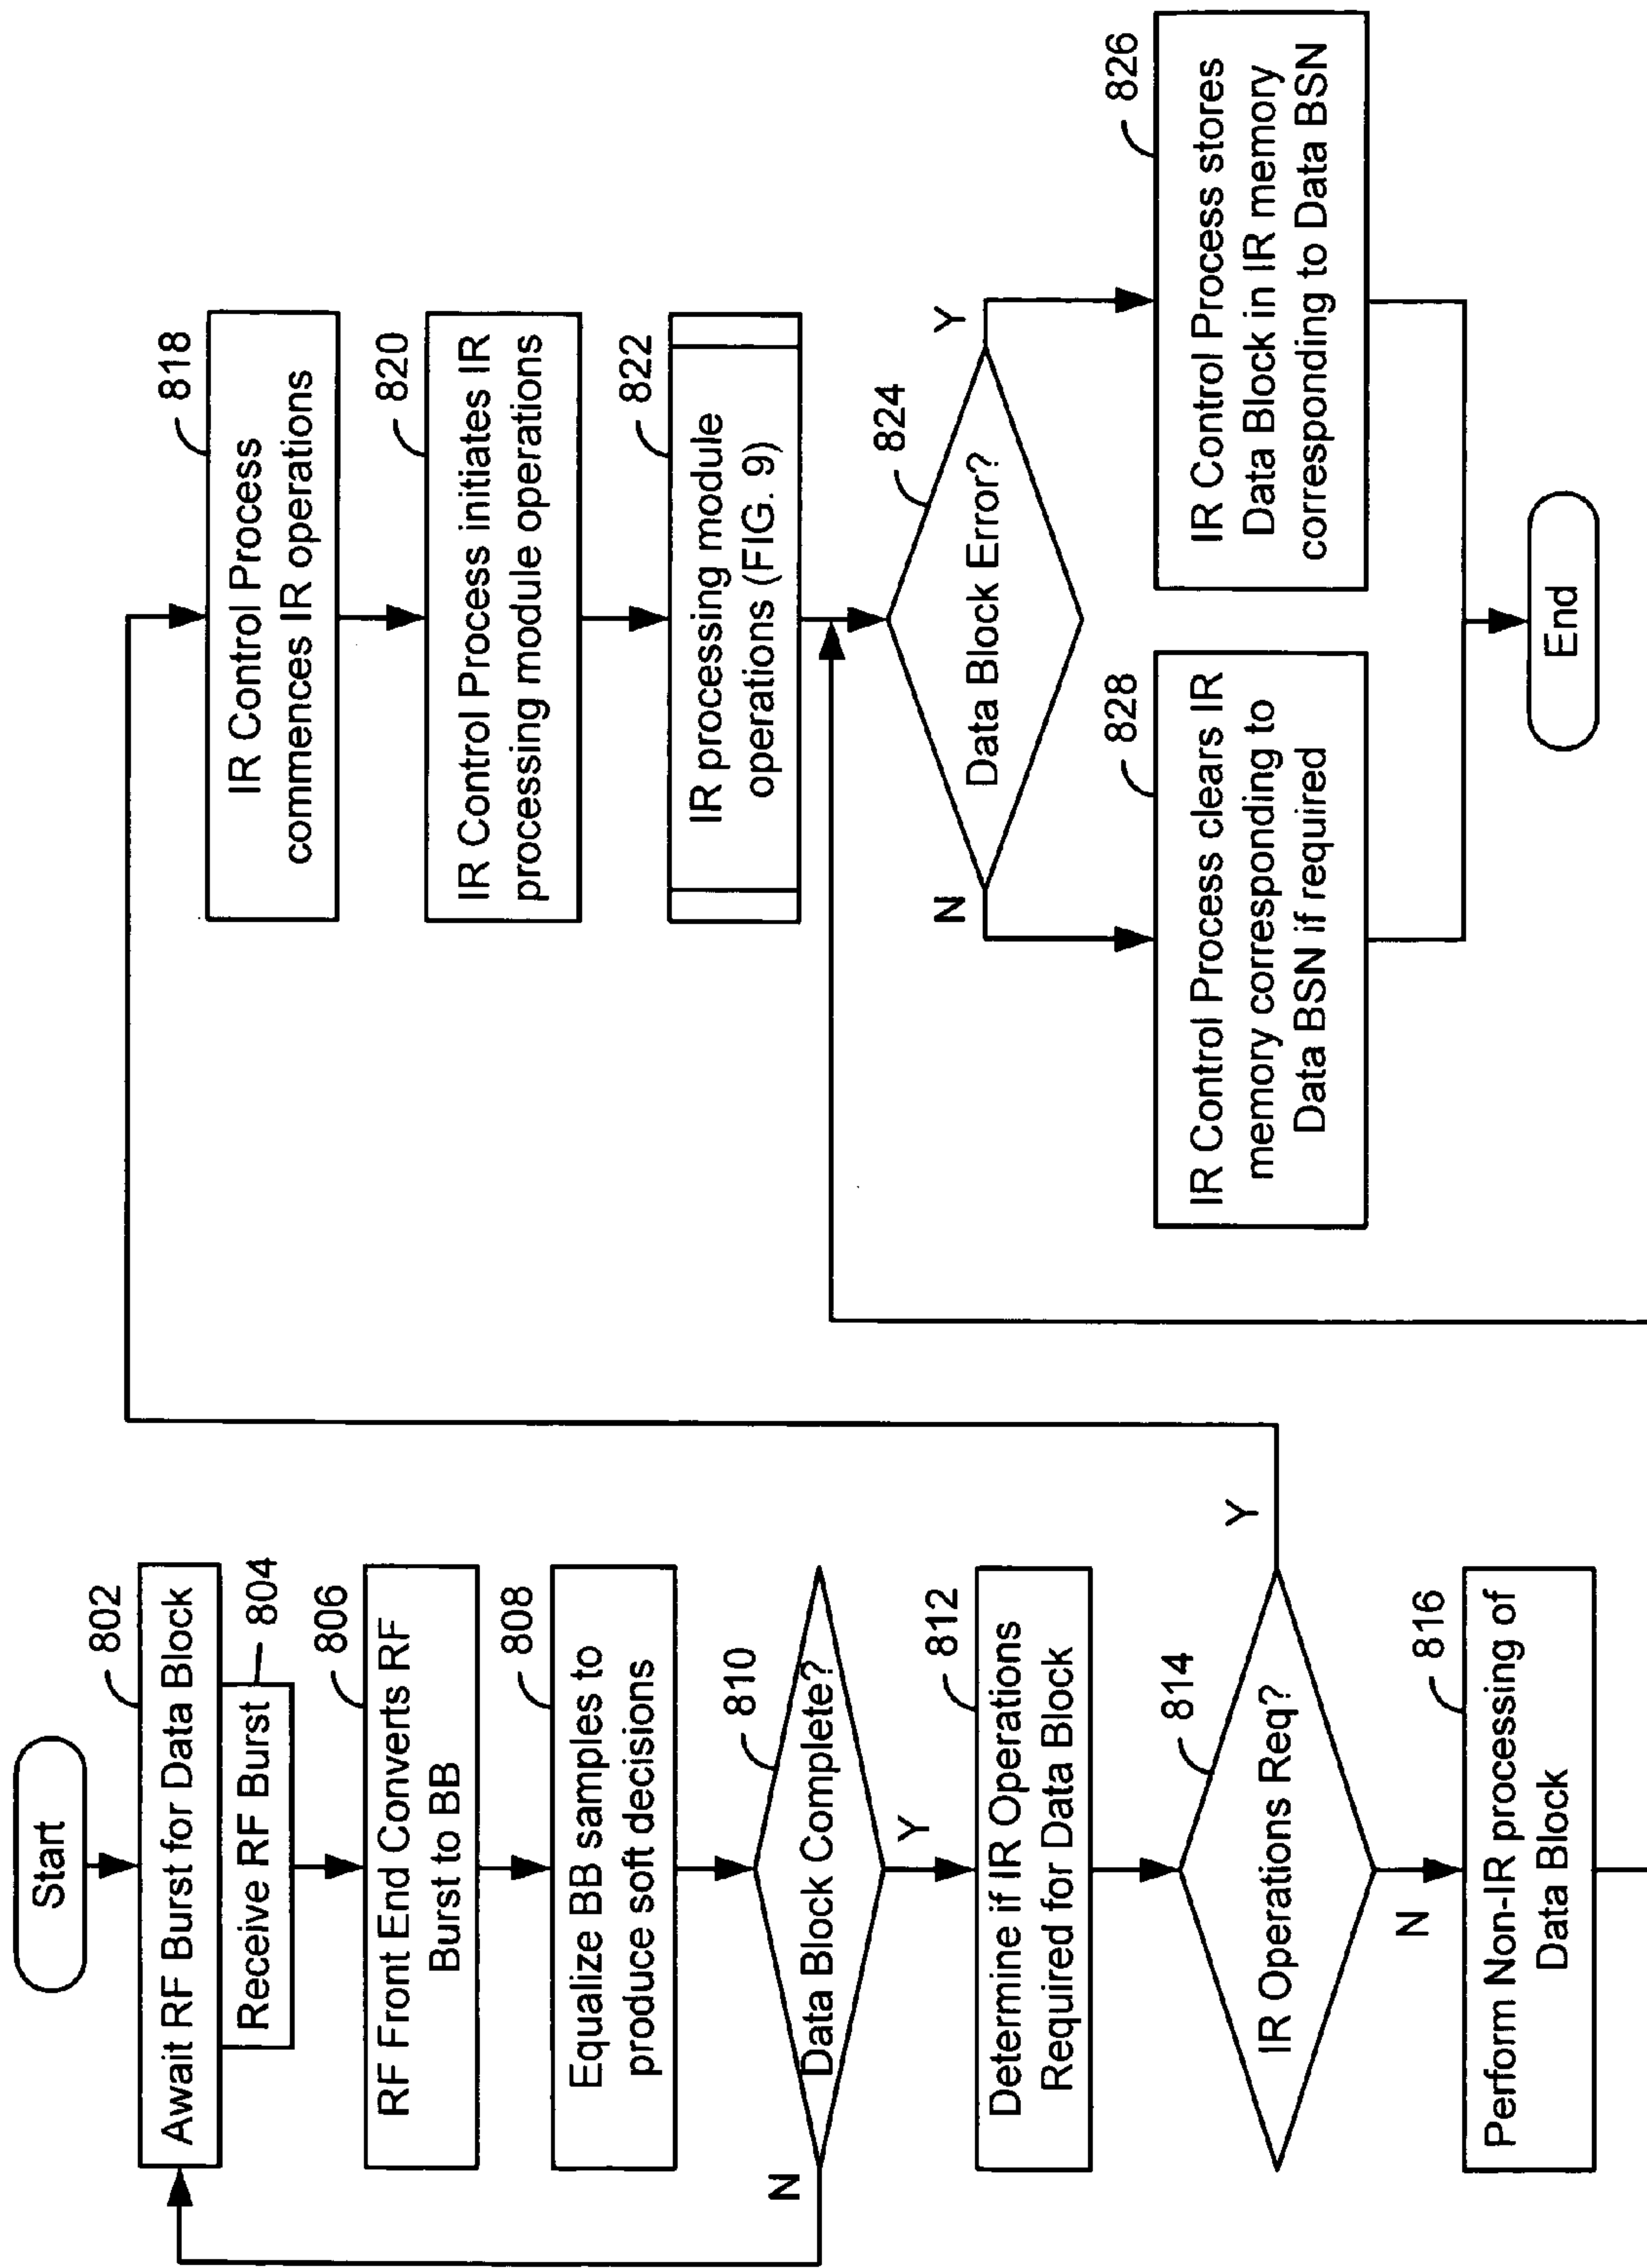 Start
802
Await RF Burst for Data Block
Receive RF Burst
804
806
RF Front End Converts RF
Burst to BB
808
Equalize BB samples to
produce soft decisions
810
Data Block Complete?
N
Y
812
Determine if IR Operations
Required for Data Block
814
IR Operations Req?
Y
N
816
Perform Non-IR processing of
Data Block
818
IR Control Process
commences IR operations
820
IR Control Process initiates IR
processing module operations
822
IR processing module
operations (FIG. 9)
824
Data Block Error?
N
Y
828
IR Control Process clears IR
memory corresponding to
Data BSN if required
826
IR Control Process stores
Data Block in IR memory
corresponding to Data BSN
End